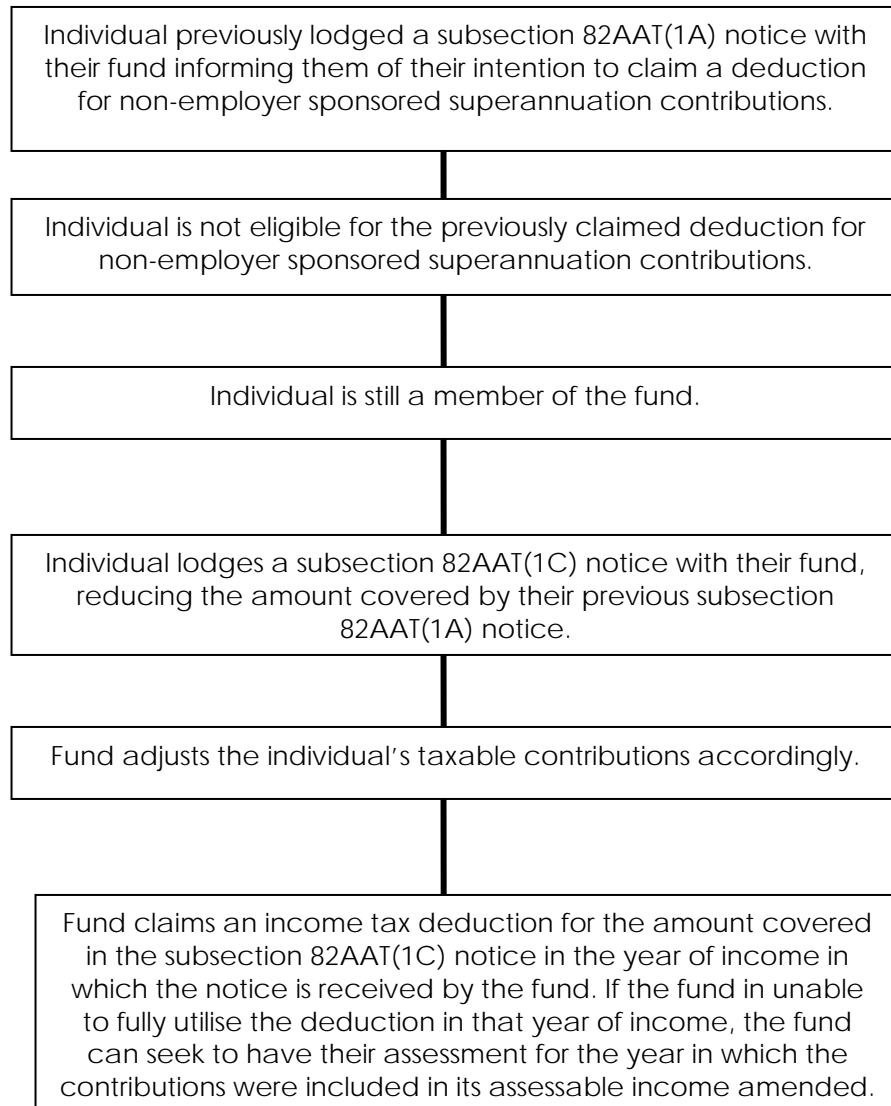 Individual previously lodged a subsection 82AAT(1A) notice with
their fund informing them of their intention to claim a deduction
for non-employer sponsored superannuation contributions.
Individual is not eligible for the previously claimed deduction for
non-employer sponsored superannuation contributions.
Individual is still a member of the fund.
Individual lodges a subsection 82AAT(1C) notice with their fund,
reducing the amount covered by their previous subsection
82AAT(1A) notice.
Fund adjusts the individual’s taxable contributions accordingly.
Fund claims an income tax deduction for the amount covered
in the subsection 82AAT(1C) notice in the year of income in
which the notice is received by the fund. If the fund in unable
to fully utilise the deduction in that year of income, the fund
can seek to have their assessment for the year in which the
contributions were included in its assessable income amended.